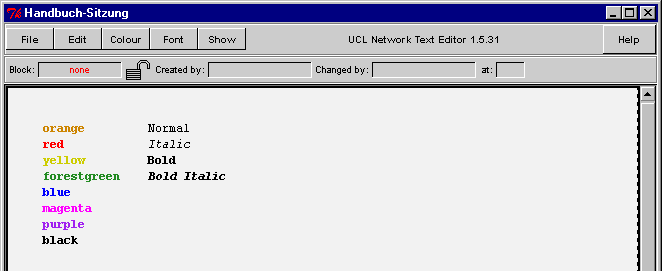 Handbuch-Sitzung
File Edit Colour Font Show UCL Network Text Editor 1.5.31 Help
Block: none Created by: Changed by: at:
orange Normal
red Italic
yellow Bold
forestgreen Bold Italic
blue
magenta
purple
black